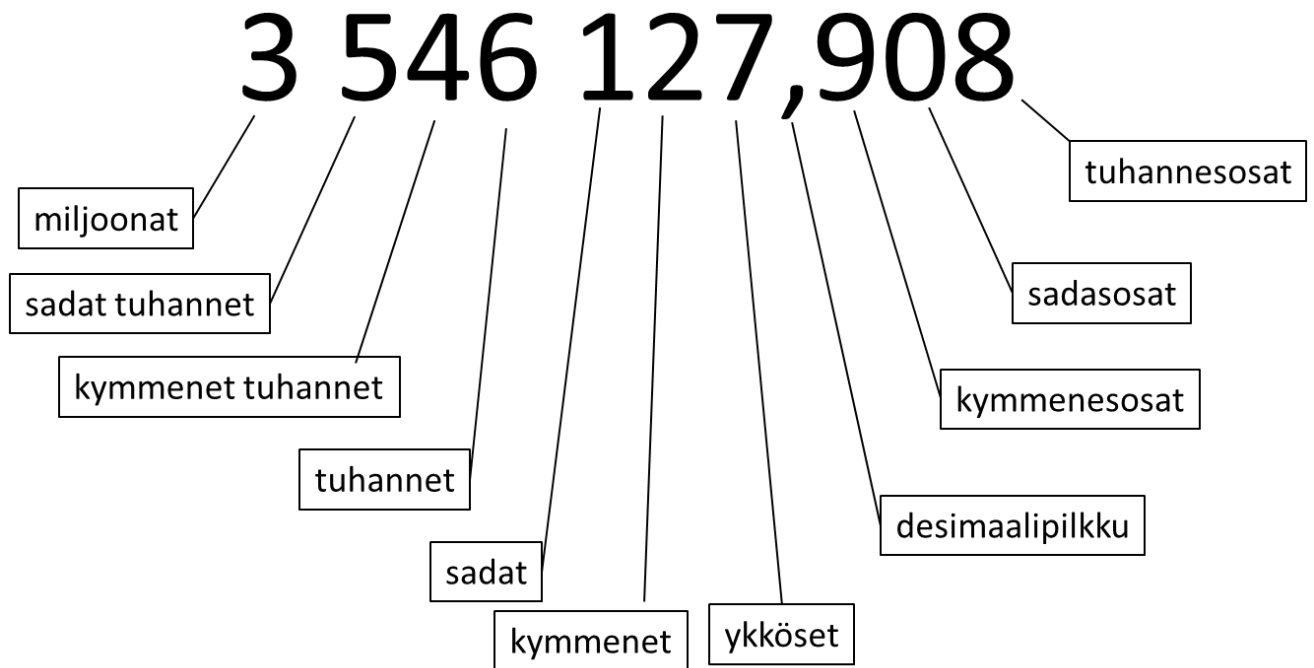 3 546 127,908
miljoonat
sadat tuhannet
kymmenet tuhannet
tuhannet
sadat
kymmenet
ykköset
desimaalipilkku
kymmenesosat
sadasosat
tuhannesosat